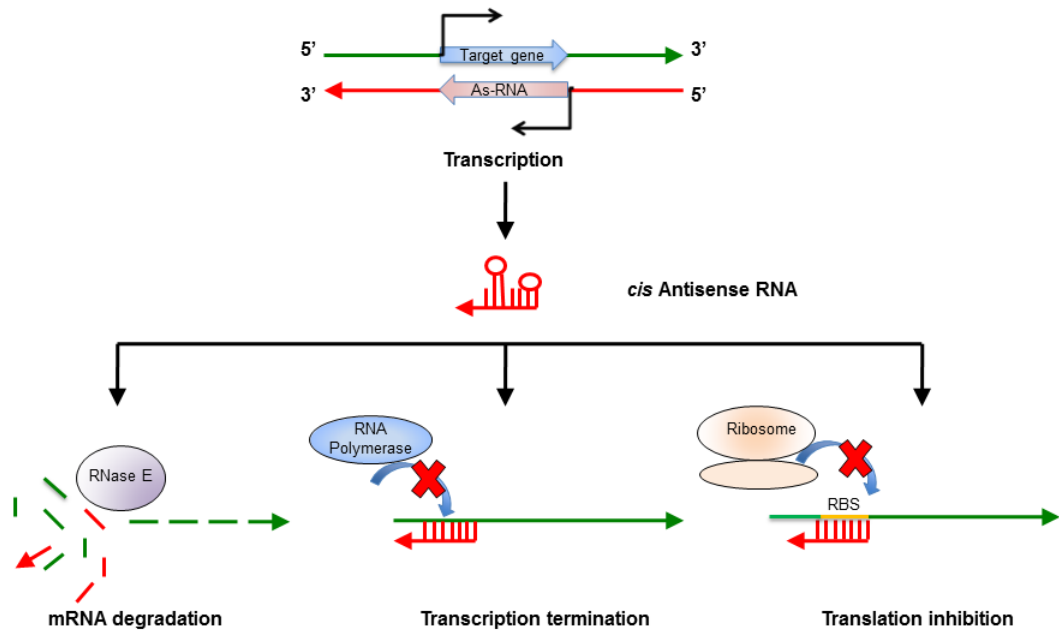 5’
Target gene
3’
3’
As-RNA
5’
Transcription
cis Antisense RNA
RNase E
RNA
Polymerase
Ribosome
RBS
mRNA degradation
Transcription termination
Translation inhibition